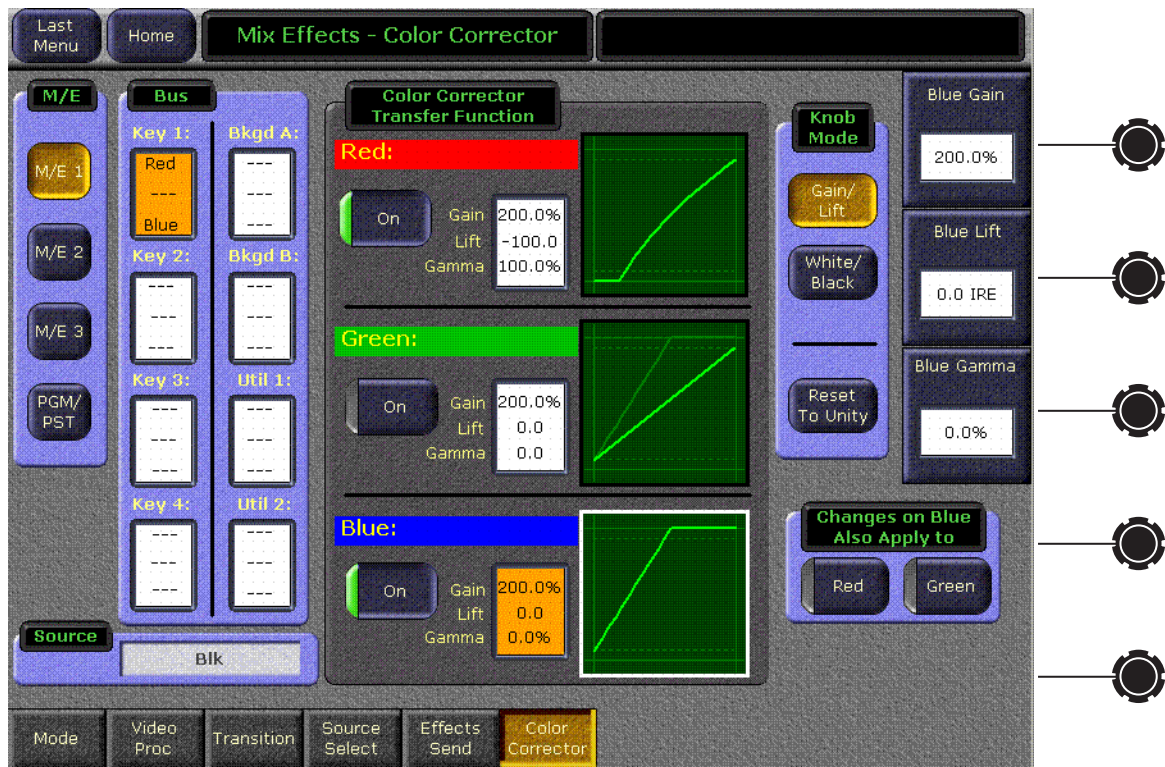 Last
Menu
Home
Mix Effects - Color Corrector
M/E
M/E 1
M/E 2
M/E 3
PGM/
PST
Bus
Key 1:
Red
---
Blue
Bkgd A:
---
---
---
Key 2:
---
---
---
Bkgd B:
---
---
---
Key 3:
---
---
---
Util 1:
---
---
---
Key 4:
---
---
---
Util 2:
---
---
---
Source
Blk
Color Corrector
Transfer Function
Red:
On
Gain 200.0%
Lift -100.0
Gamma 100.0%
Green:
On
Gain 200.0%
Lift 0.0
Gamma 0.0
Blue:
On
Gain 200.0%
Lift 0.0
Gamma 0.0%
Knob
Mode
Gain/
Lift
White/
Black
Reset
To Unity
Blue Gain
200.0%
Blue Lift
0.0 IRE
Blue Gamma
0.0%
Changes on Blue
Also Apply to
Red
Green
Mode
Video
Proc
Transition
Source
Select
Effects
Send
Color
Corrector